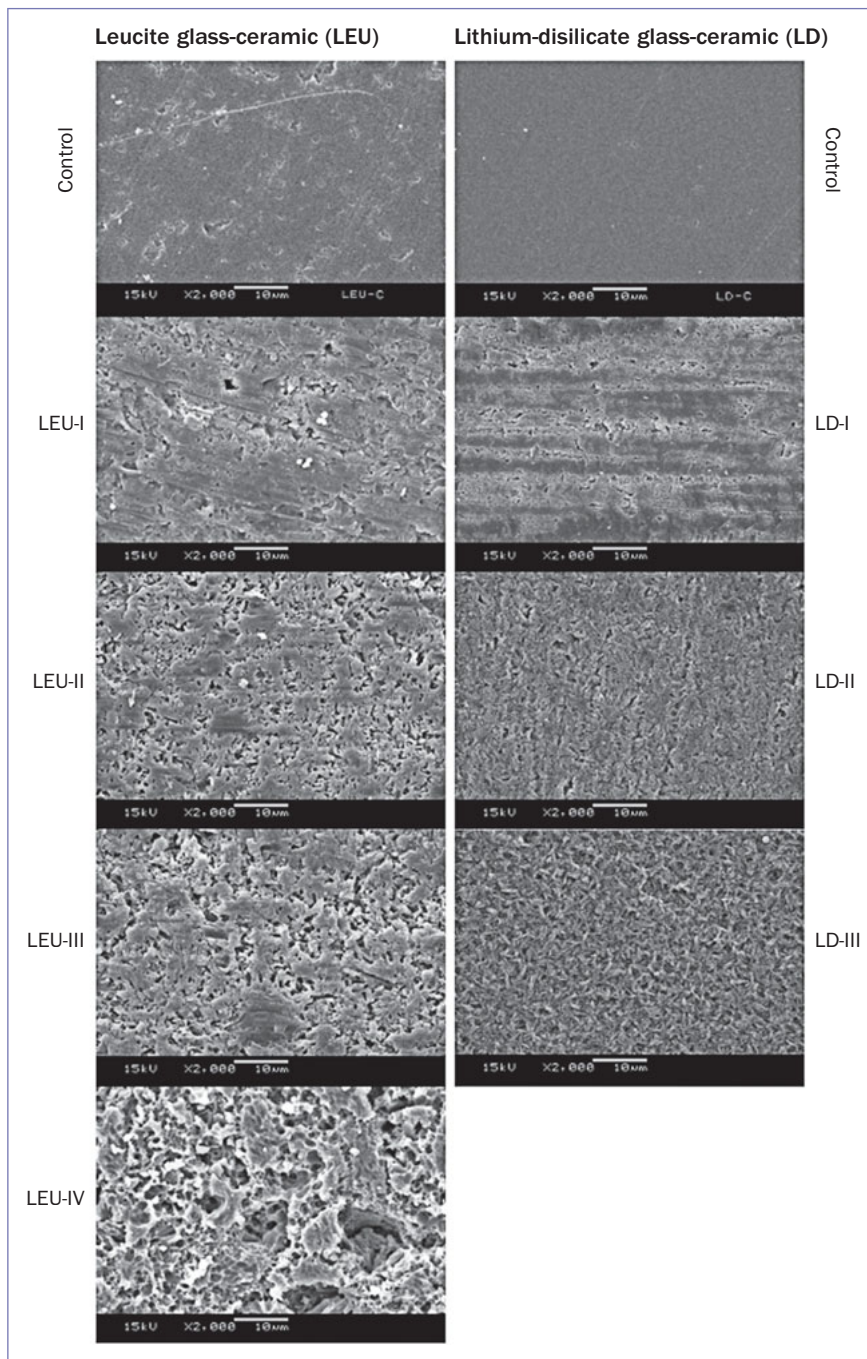 Leucite glass-ceramic (LEU) Lithium-disilicate glass-ceramic (LD)
Control
Control
15kV X2,000 10µm LEU-C
15kV X2,000 10µm LD-C
LEU-I
LD-I
15kV X2,000 10µm
15kV X2,000 10µm
LEU-II
LD-II
15kV X2,000 10µm
15kV X2,000 10µm
LEU-III
LD-III
15kV X2,000 10µm
15kV X2,000 10µm
LEU-IV
15kV X2,000 10µm